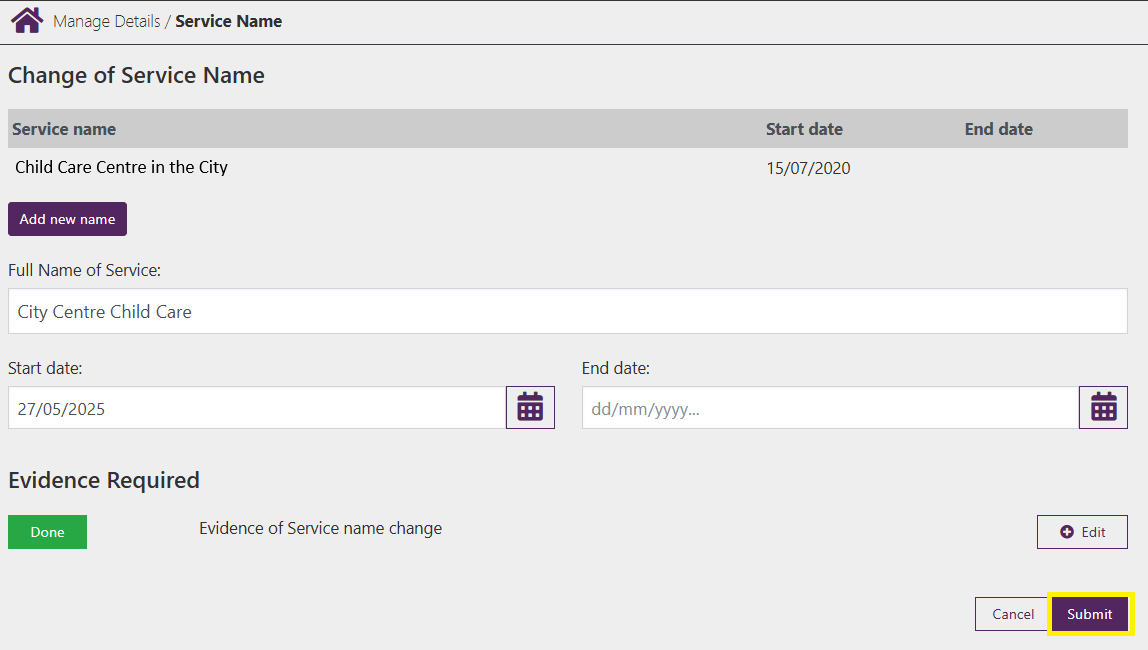 Manage Details / Service Name
Change of Service Name
Service name Start date End date
Child Care Centre in the City 15/07/2020
Add new name
Full Name of Service:
City Centre Child Care
Start date: End date:
27/05/2025 dd/mm/yyyy...
Evidence Required
Done Evidence of Service name change Edit
Cancel Submit